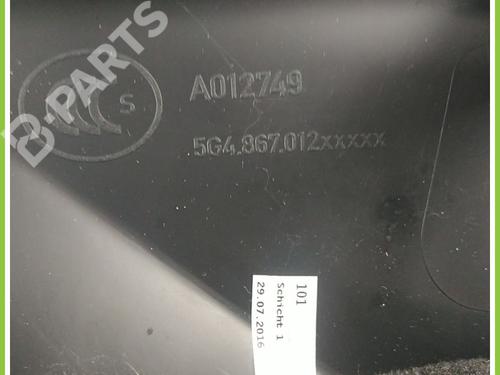 B-PARTS
S
A012749
5G4.867.012xxxxx
101
Schicht 1
29.07.2016